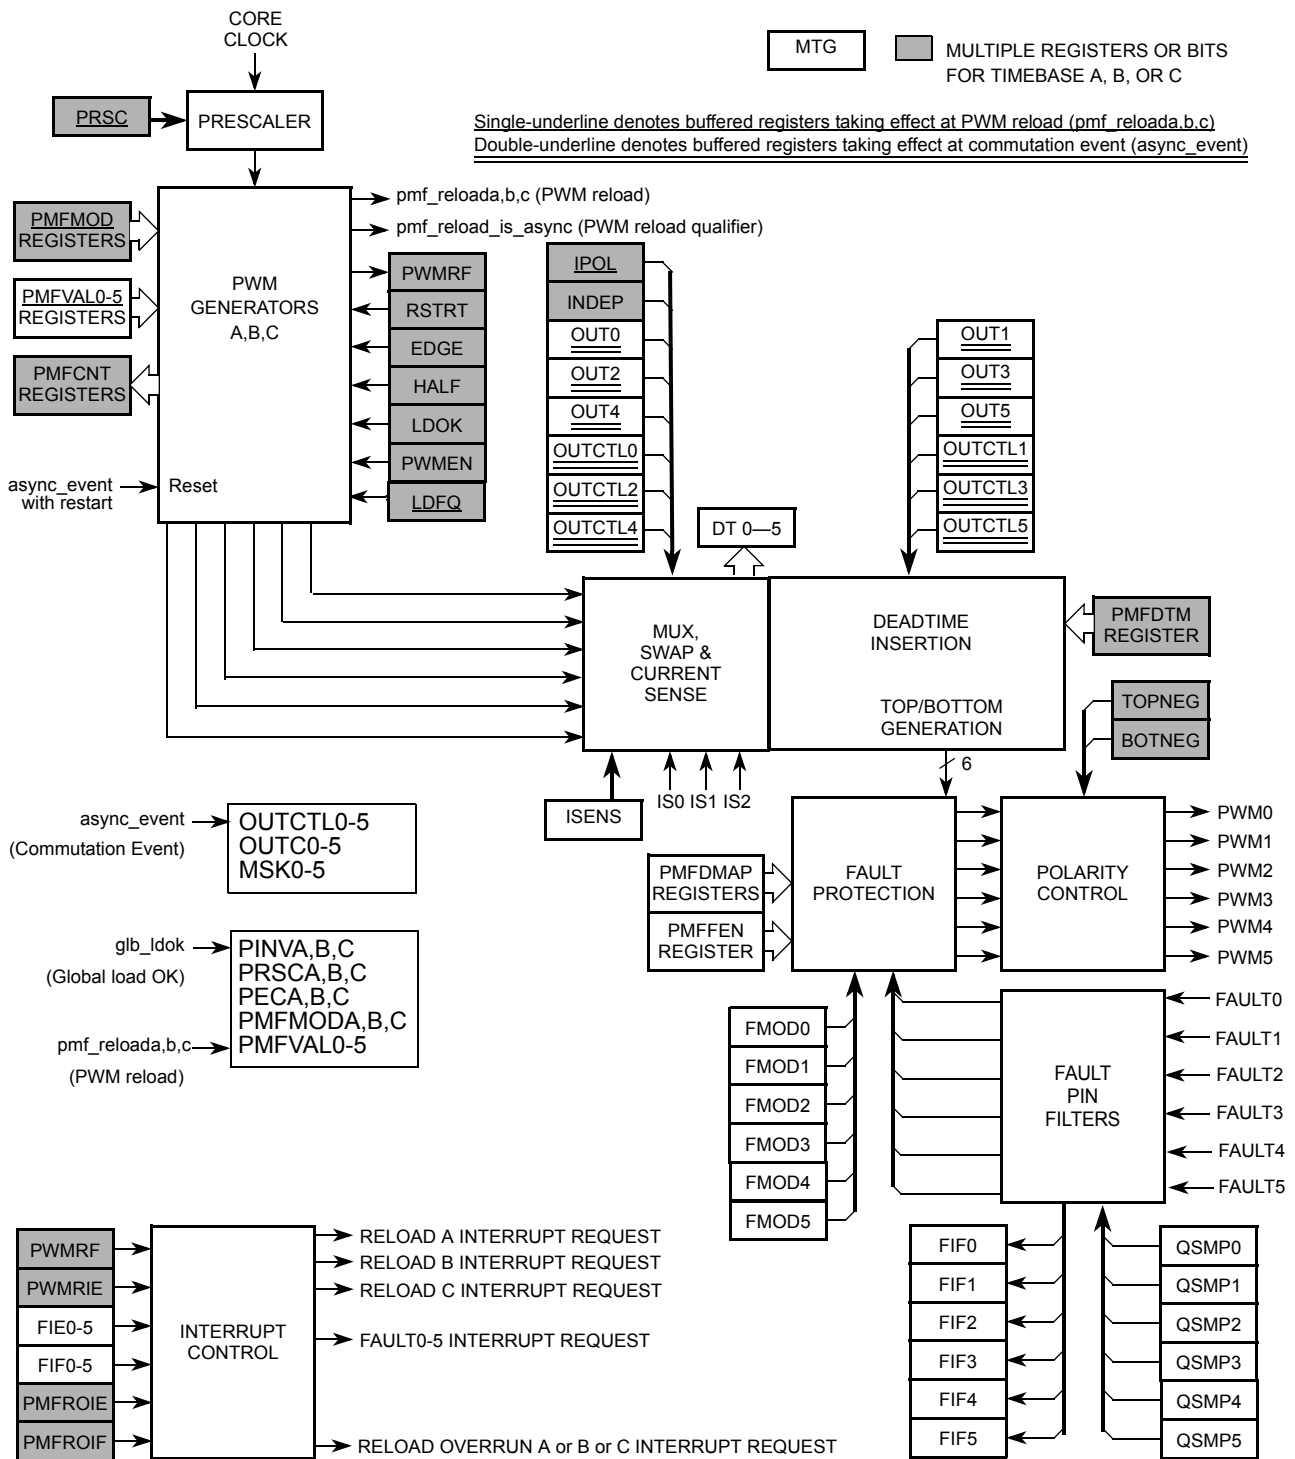 CORE
CLOCK
MTG
MULTIPLE REGISTERS OR BITS
FOR TIMEBASE A, B, OR C
PRSC
PRESCALER
Single-underline denotes buffered registers taking effect at PWM reload (pmf_reloada,b,c)
Double-underline denotes buffered registers taking effect at commutation event (async_event)
PMFMOD
REGISTERS
PMFVAL0-5
REGISTERS
PMFCNT
REGISTERS
async_event
with restart
PWM
GENERATORS
A,B,C
Reset
pmf_reloada,b,c (PWM reload)
pmf_reload_is_async (PWM reload qualifier)
PWMRF
RSTRT
EDGE
HALF
LDOK
PWMEN
LDFQ
IPOL
INDEP
OUT0
OUT2
OUT4
OUTCTL0
OUTCTL2
OUTCTL4
DT 0—5
OUT1
OUT3
OUT5
OUTCTL1
OUTCTL3
OUTCTL5
MUX,
SWAP &
CURRENT
SENSE
DEADTIME
INSERTION
TOP/BOTTOM
GENERATION
PMFDTM
REGISTER
TOPNEG
BOTNEG
6
ISENS
IS0 IS1 IS2
async_event
(Commutation Event)
OUTCTL0-5
OUTC0-5
MSK0-5
glb_ldok
(Global load OK)
pmf_reloada,b,c
(PWM reload)
PINVA,B,C
PRSCA,B,C
PECA,B,C
PMFMODA,B,C
PMFVAL0-5
PMFDMAP
REGISTERS
PMFFEN
REGISTER
FAULT
PROTECTION
POLARITY
CONTROL
PWM0
PWM1
PWM2
PWM3
PWM4
PWM5
FMOD0
FMOD1
FMOD2
FMOD3
FMOD4
FMOD5
FAULT
PIN
FILTERS
FAULT0
FAULT1
FAULT2
FAULT3
FAULT4
FAULT5
FIF0
FIF1
FIF2
FIF3
FIF4
FIF5
QSMP0
QSMP1
QSMP2
QSMP3
QSMP4
QSMP5
PWMRF
PWMRIE
FIE0-5
FIF0-5
PMFROIE
PMFROIF
INTERRUPT
CONTROL
RELOAD A INTERRUPT REQUEST
RELOAD B INTERRUPT REQUEST
RELOAD C INTERRUPT REQUEST
FAULT0-5 INTERRUPT REQUEST
RELOAD OVERRUN A or B or C INTERRUPT REQUEST